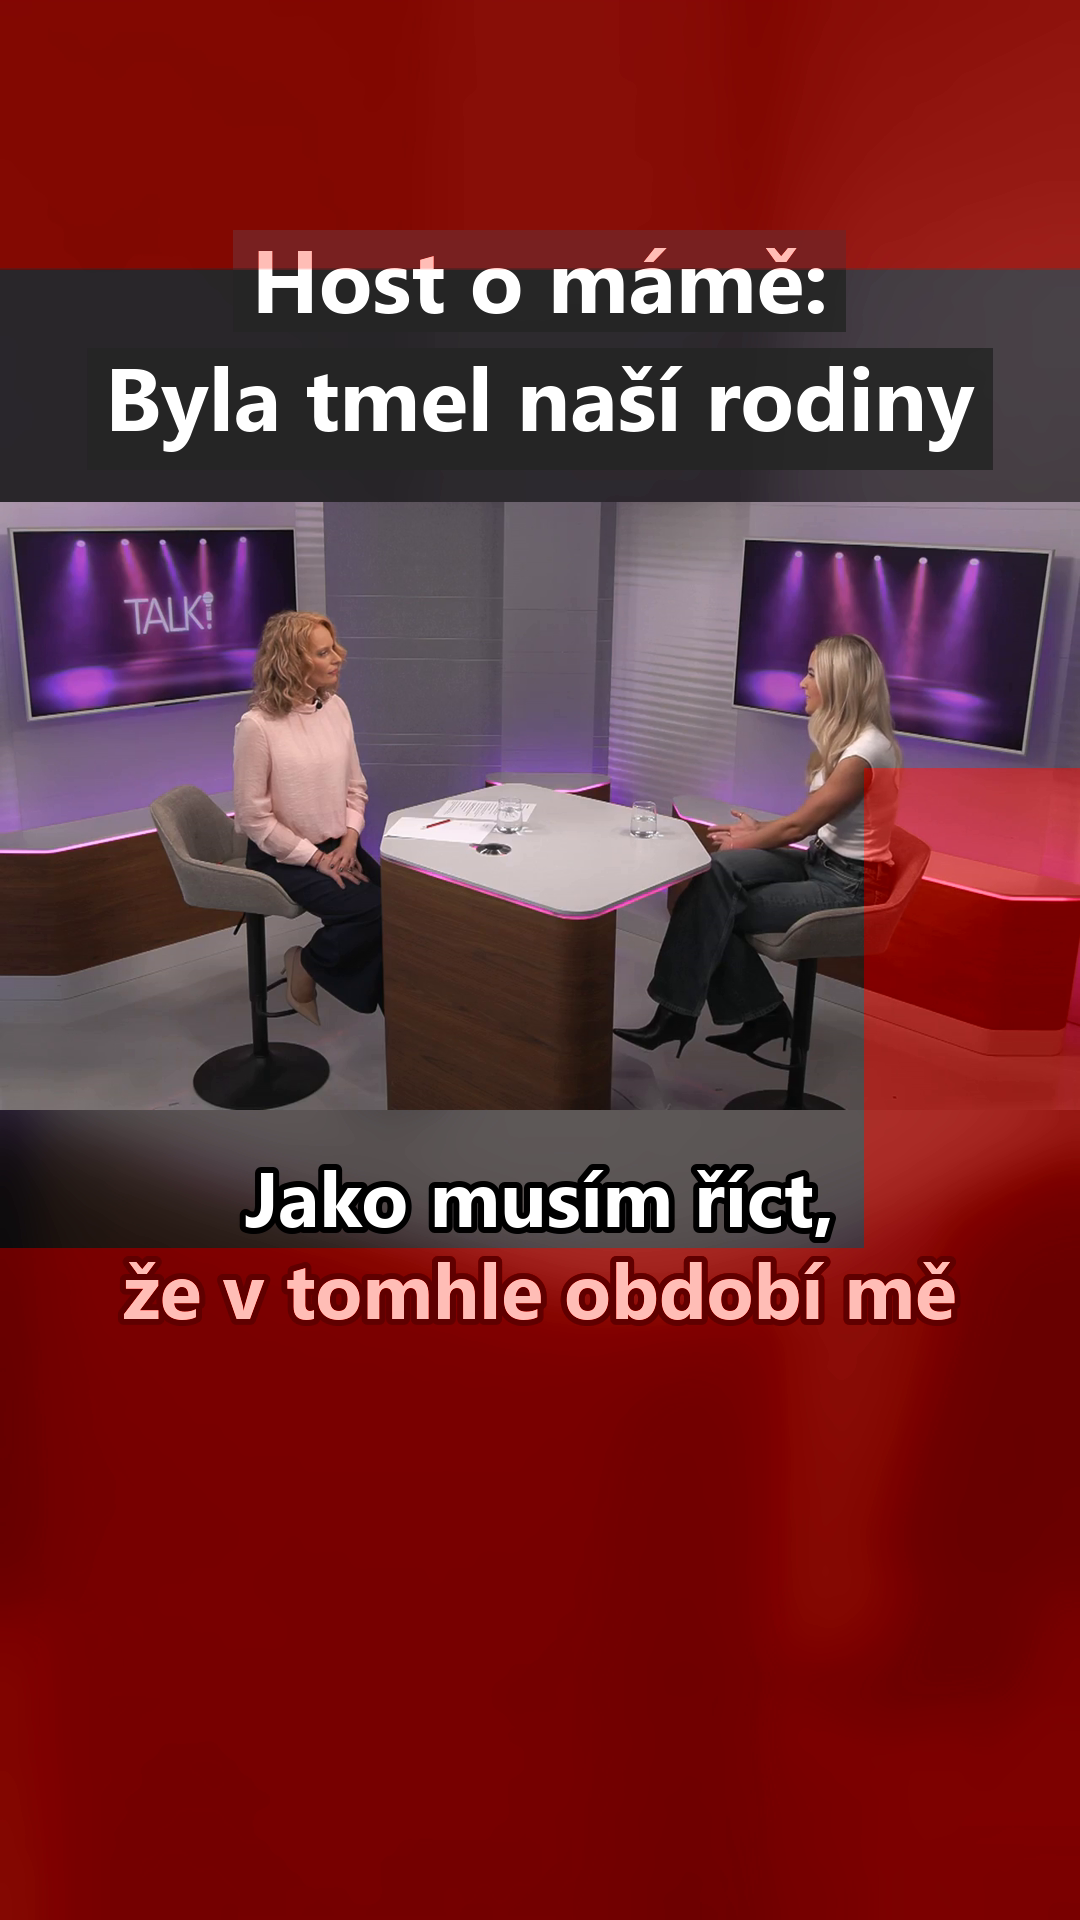 Host o mámě:
Byla tmel naší rodiny
TALK!
Jako musím říct,
že v tomhle období mě